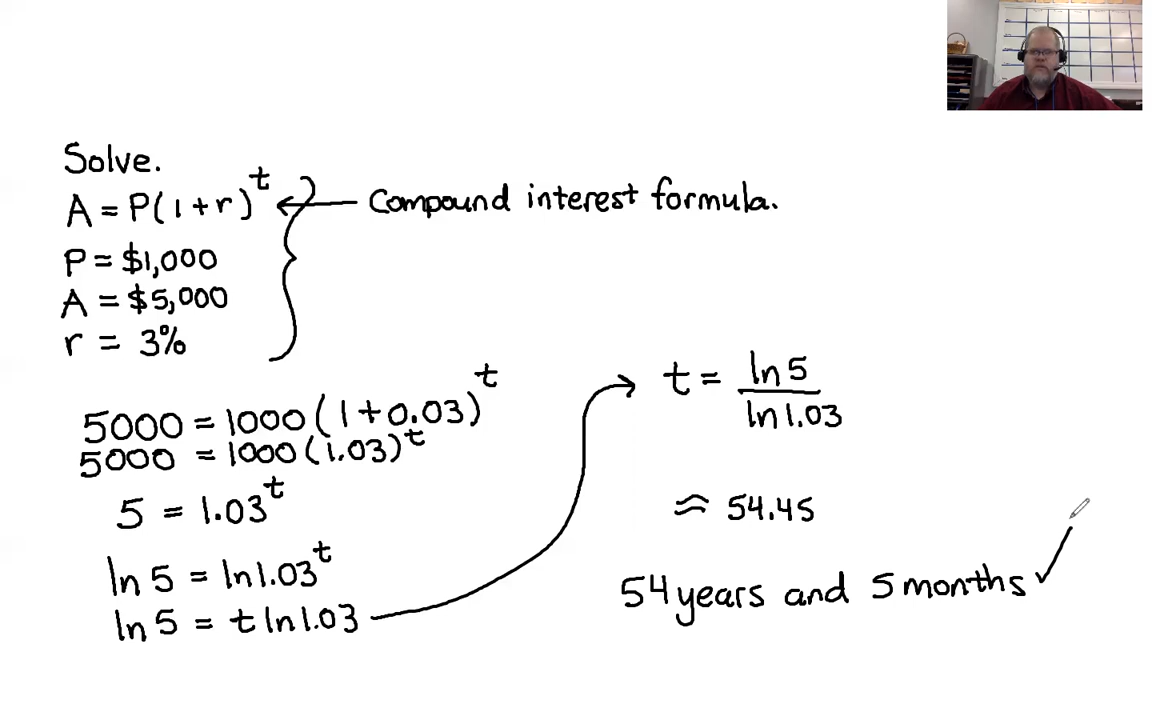 Solve.
A = P(1+r)^t ← Compound interest formula.
P = $1,000
A = $5,000
r = 3%
5000 = 1000(1+0.03)^t
5000 = 1000(1.03)^t
5 = 1.03^t
ln 5 = ln 1.03^t
ln 5 = t ln 1.03
t = ln 5 / ln 1.03
≈ 54.45
54 years and 5 months ✓